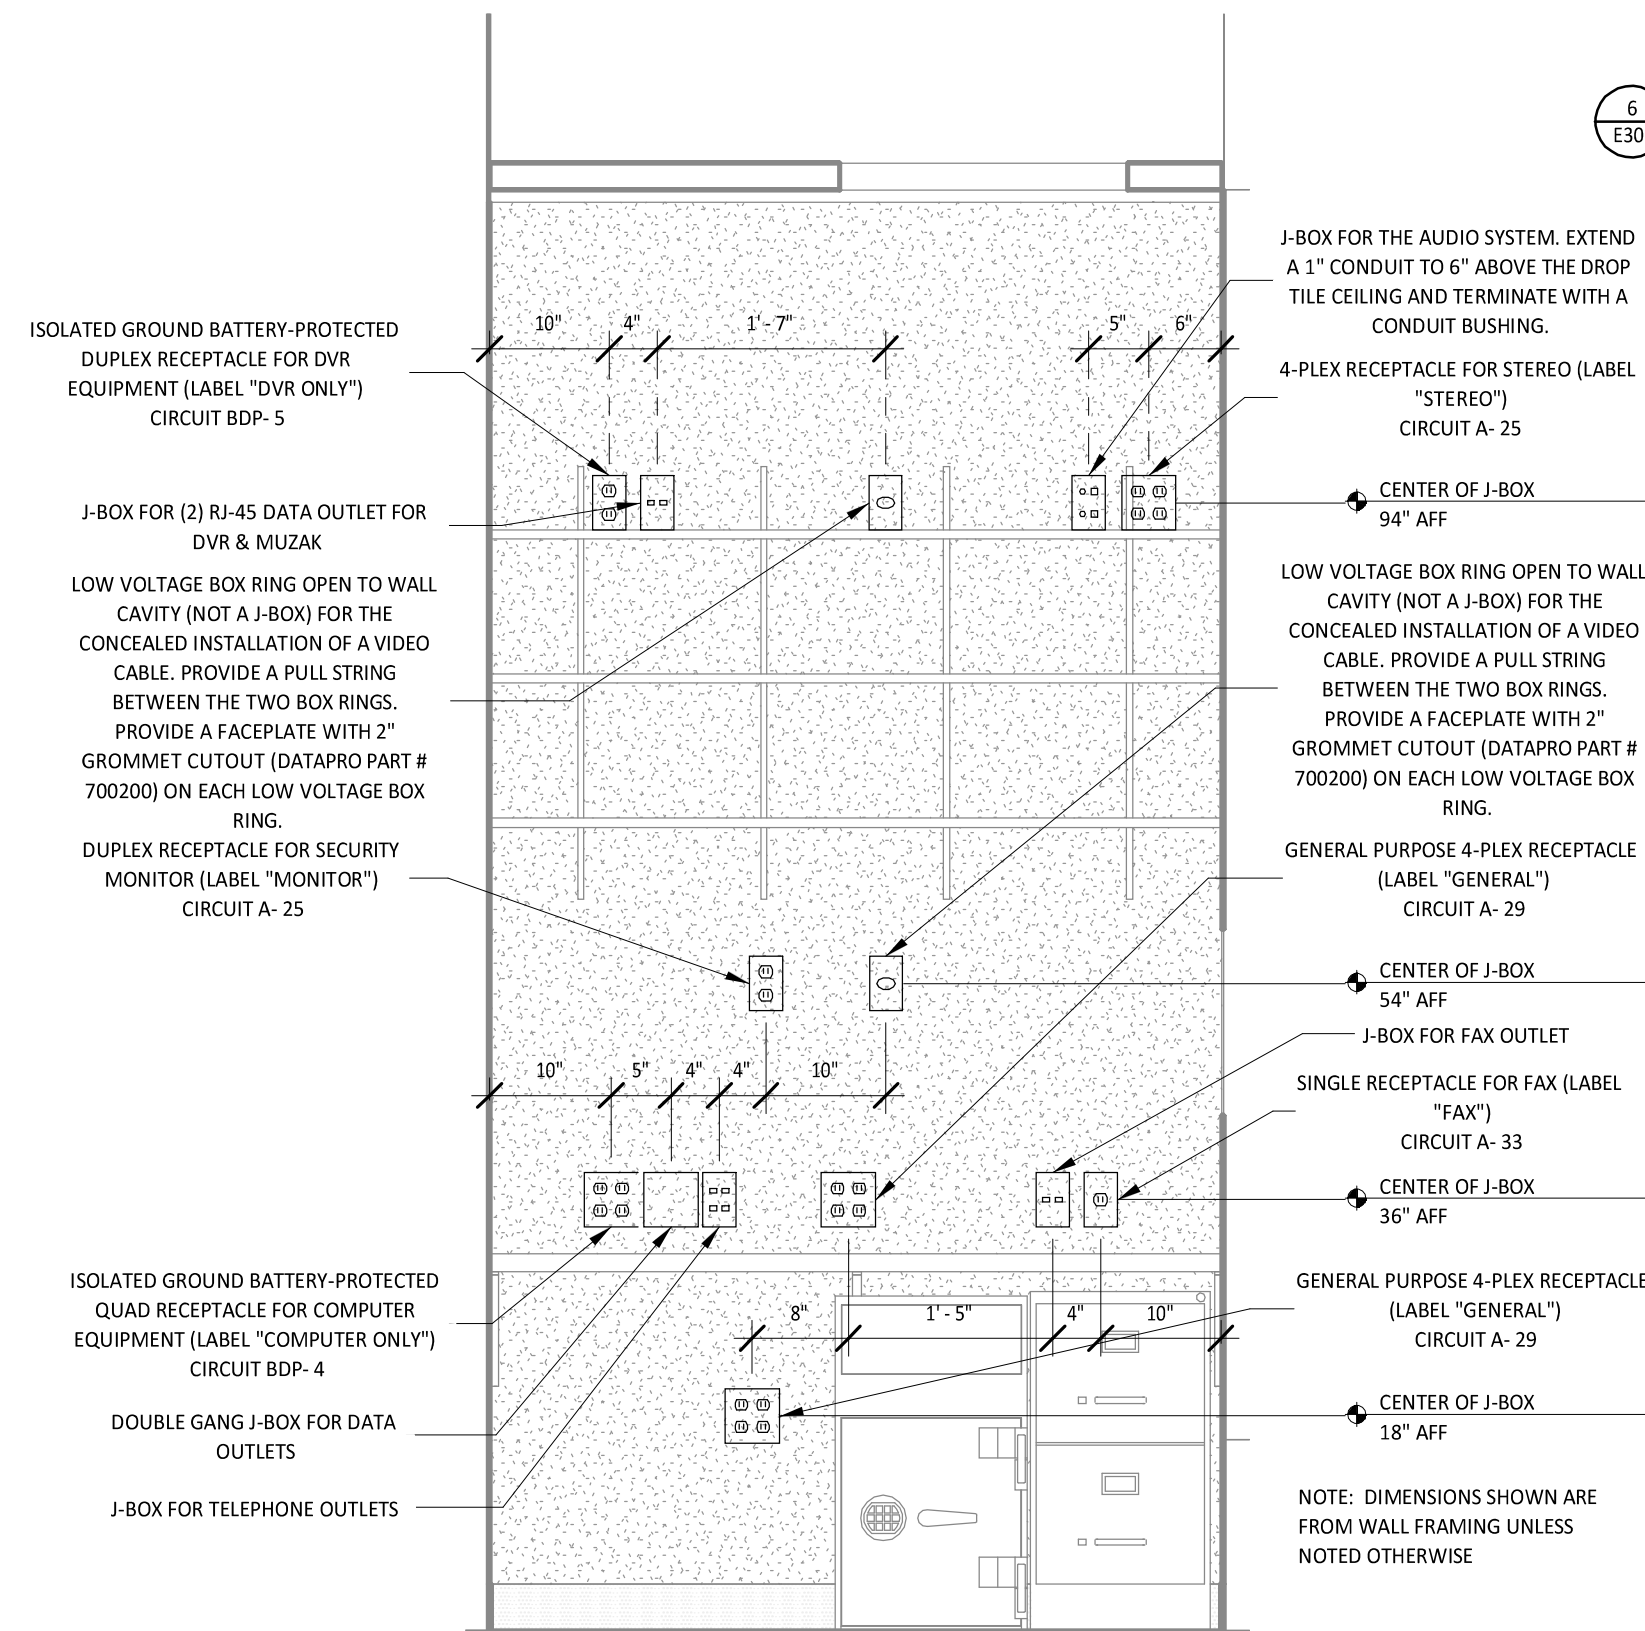 6
E30
ISOLATED GROUND BATTERY-PROTECTED
DUPLEX RECEPTACLE FOR DVR
EQUIPMENT (LABEL "DVR ONLY")
CIRCUIT BDP- 5
J-BOX FOR (2) RJ-45 DATA OUTLET FOR
DVR & MUZAK
LOW VOLTAGE BOX RING OPEN TO WALL
CAVITY (NOT A J-BOX) FOR THE
CONCEALED INSTALLATION OF A VIDEO
CABLE. PROVIDE A PULL STRING
BETWEEN THE TWO BOX RINGS.
PROVIDE A FACEPLATE WITH 2"
GROMMET CUTOUT (DATAPRO PART #
700200) ON EACH LOW VOLTAGE BOX
RING.
DUPLEX RECEPTACLE FOR SECURITY
MONITOR (LABEL "MONITOR")
CIRCUIT A- 25
ISOLATED GROUND BATTERY-PROTECTED
QUAD RECEPTACLE FOR COMPUTER
EQUIPMENT (LABEL "COMPUTER ONLY")
CIRCUIT BDP- 4
DOUBLE GANG J-BOX FOR DATA
OUTLETS
J-BOX FOR TELEPHONE OUTLETS
10" 4" 1' - 7" 5" 6"
10" 5" 4" 4" 10"
8" 1' - 5" 4" 10"
J-BOX FOR THE AUDIO SYSTEM. EXTEND
A 1" CONDUIT TO 6" ABOVE THE DROP
TILE CEILING AND TERMINATE WITH A
CONDUIT BUSHING.
4-PLEX RECEPTACLE FOR STEREO (LABEL
"STEREO")
CIRCUIT A- 25
CENTER OF J-BOX
94" AFF
LOW VOLTAGE BOX RING OPEN TO WALL
CAVITY (NOT A J-BOX) FOR THE
CONCEALED INSTALLATION OF A VIDEO
CABLE. PROVIDE A PULL STRING
BETWEEN THE TWO BOX RINGS.
PROVIDE A FACEPLATE WITH 2"
GROMMET CUTOUT (DATAPRO PART #
700200) ON EACH LOW VOLTAGE BOX
RING.
GENERAL PURPOSE 4-PLEX RECEPTACLE
(LABEL "GENERAL")
CIRCUIT A- 29
CENTER OF J-BOX
54" AFF
J-BOX FOR FAX OUTLET
SINGLE RECEPTACLE FOR FAX (LABEL
"FAX")
CIRCUIT A- 33
CENTER OF J-BOX
36" AFF
GENERAL PURPOSE 4-PLEX RECEPTACLE
(LABEL "GENERAL")
CIRCUIT A- 29
CENTER OF J-BOX
18" AFF
NOTE: DIMENSIONS SHOWN ARE
FROM WALL FRAMING UNLESS
NOTED OTHERWISE